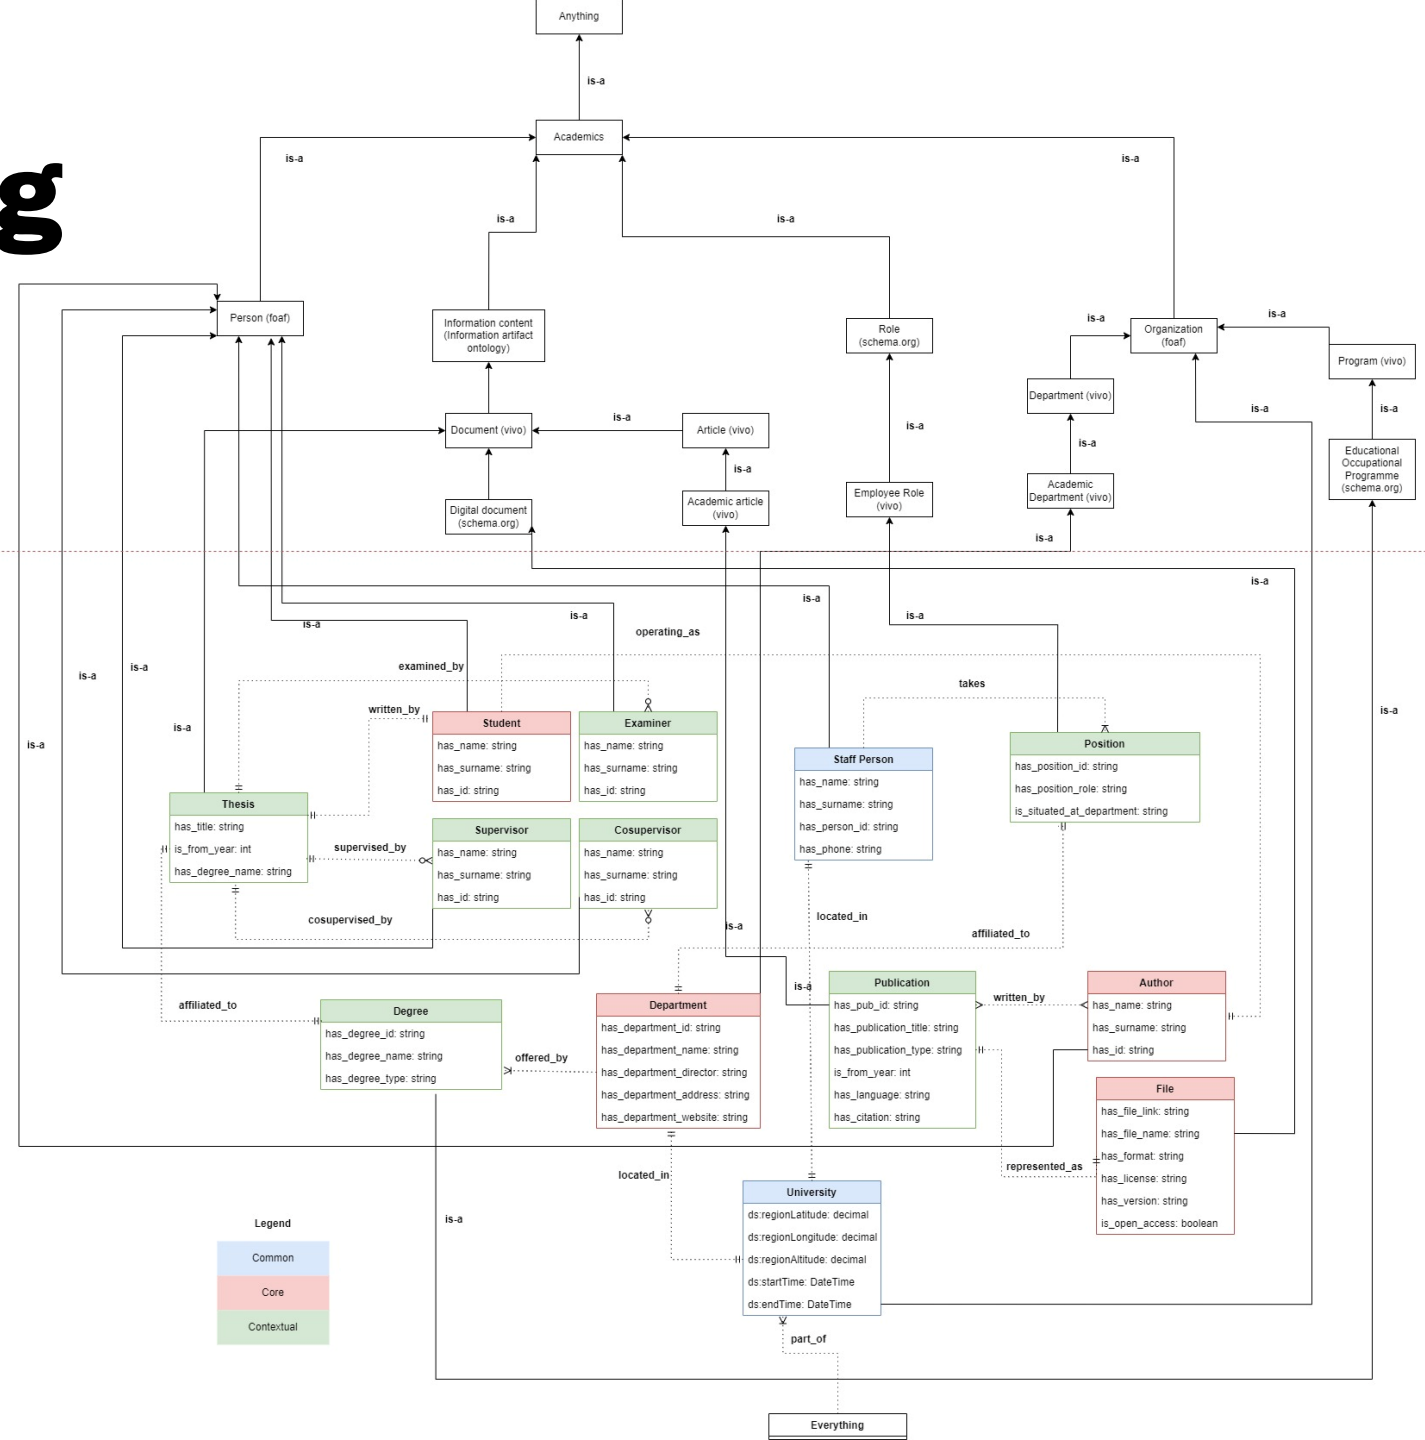 Anything
is-a
Academics
is-a
is-a
is-a
is-a
g
Person (foaf)
Information content
(Information artifact
ontology)
Role
(schema.org)
is-a
Organization
(foaf)
is-a
Program (vivo)
Department (vivo)
is-a
is-a
Document (vivo)
is-a
Article (vivo)
is-a
is-a
Educational
Occupational
Programme
(schema.org)
is-a
Academic
Department (vivo)
Employee Role
(vivo)
Academic article
(vivo)
Digital document
(schema.org)
is-a
is-a
is-a
is-a
is-a
is-a
operating_as
examined_by
is-a
is-a
takes
written_by
is-a
is-a
is-a
Student
has_name: string
has_surname: string
has_id: string
Examiner
has_name: string
has_surname: string
has_id: string
Staff Person
has_name: string
has_surname: string
has_person_id: string
has_phone: string
Position
has_position_id: string
has_position_role: string
is_situated_at_department: string
Thesis
has_title: string
is_from_year: int
has_degree_name: string
supervised_by
Supervisor
has_name: string
has_surname: string
has_id: string
Cosupervisor
has_name: string
has_surname: string
has_id: string
cosupervised_by
located_in
is-a
affiliated_to
is-a
affiliated_to
Degree
has_degree_id: string
has_degree_name: string
has_degree_type: string
offered_by
Department
has_department_id: string
has_department_name: string
has_department_director: string
has_department_address: string
has_department_website: string
Publication
has_pub_id: string
has_publication_title: string
has_publication_type: string
is_from_year: int
has_language: string
has_citation: string
written_by
Author
has_name: string
has_surname: string
has_id: string
File
has_file_link: string
has_file_name: string
has_format: string
has_license: string
has_version: string
is_open_access: boolean
represented_as
located_in
University
ds:regionLatitude: decimal
ds:regionLongitude: decimal
ds:regionAltitude: decimal
ds:startTime: DateTime
ds:endTime: DateTime
is-a
Legend
Common
Core
Contextual
part_of
Everything